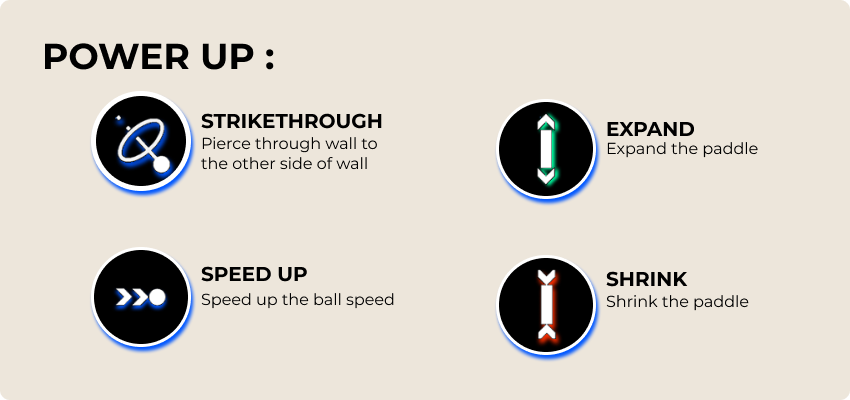 POWER UP :
STRIKETHROUGH
Pierce through wall to
the other side of wall
EXPAND
Expand the paddle
SPEED UP
Speed up the ball speed
SHRINK
Shrink the paddle